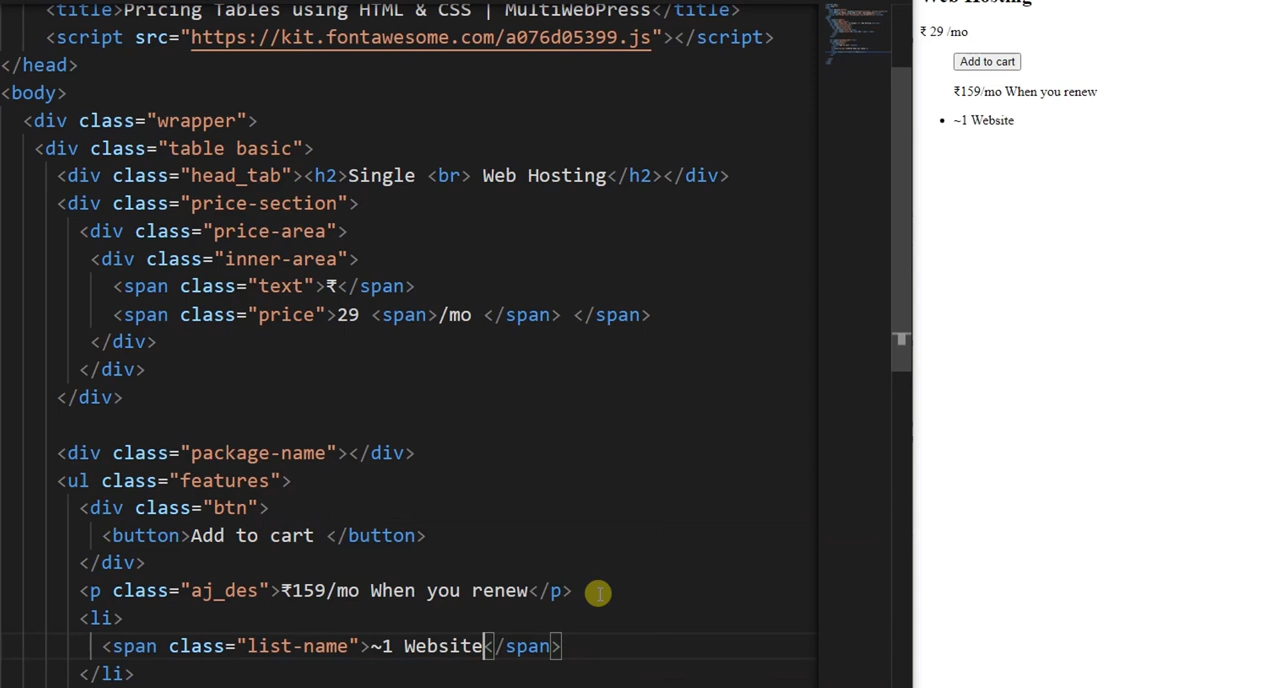 <title>Pricing Tables using HTML & CSS | MultiWebPress</title>
<script src="https://kit.fontawesome.com/a076d05399.js"></script>
</head>
<body>
<div class="wrapper">
<div class="table basic">
<div class="head_tab"><h2>Single <br> Web Hosting</h2></div>
<div class="price-section">
<div class="price-area">
<div class="inner-area">
<span class="text">₹</span>
<span class="price">29 <span>/mo </span> </span>
</div>
</div>
</div>
<div class="package-name"></div>
<ul class="features">
<div class="btn">
<button>Add to cart </button>
</div>
<p class="aj_des">₹159/mo When you renew</p>
<li>
<span class="list-name">~1 Website</span>
</li>
Web Hosting
₹ 29 /mo
Add to cart
₹159/mo When you renew
• ~1 Website